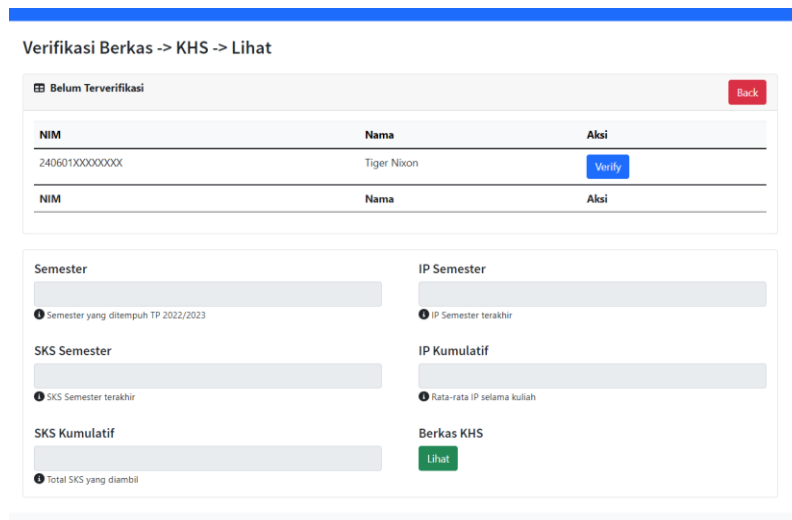 Verifikasi Berkas -> KHS -> Lihat
Belum Terverifikasi
Back
NIM Nama Aksi
240601XXXXXXXX Tiger Nixon Verify
NIM Nama Aksi
Semester IP Semester
Semester yang ditempuh TP 2022/2023 IP Semester terakhir
SKS Semester IP Kumulatif
SKS Semester terakhir Rata-rata IP selama kuliah
SKS Kumulatif Berkas KHS
Lihat
Total SKS yang diambil